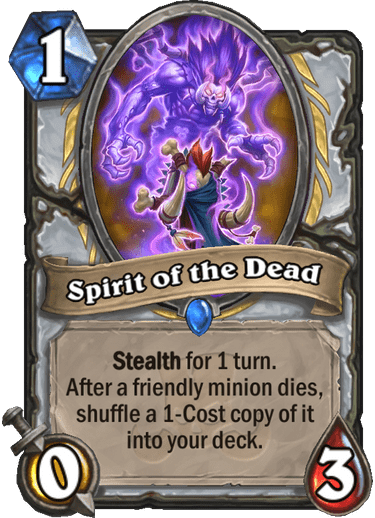 1
Spirit of the Dead
Stealth for 1 turn.
After a friendly minion dies,
shuffle a 1-Cost copy of it
into your deck.
0
3